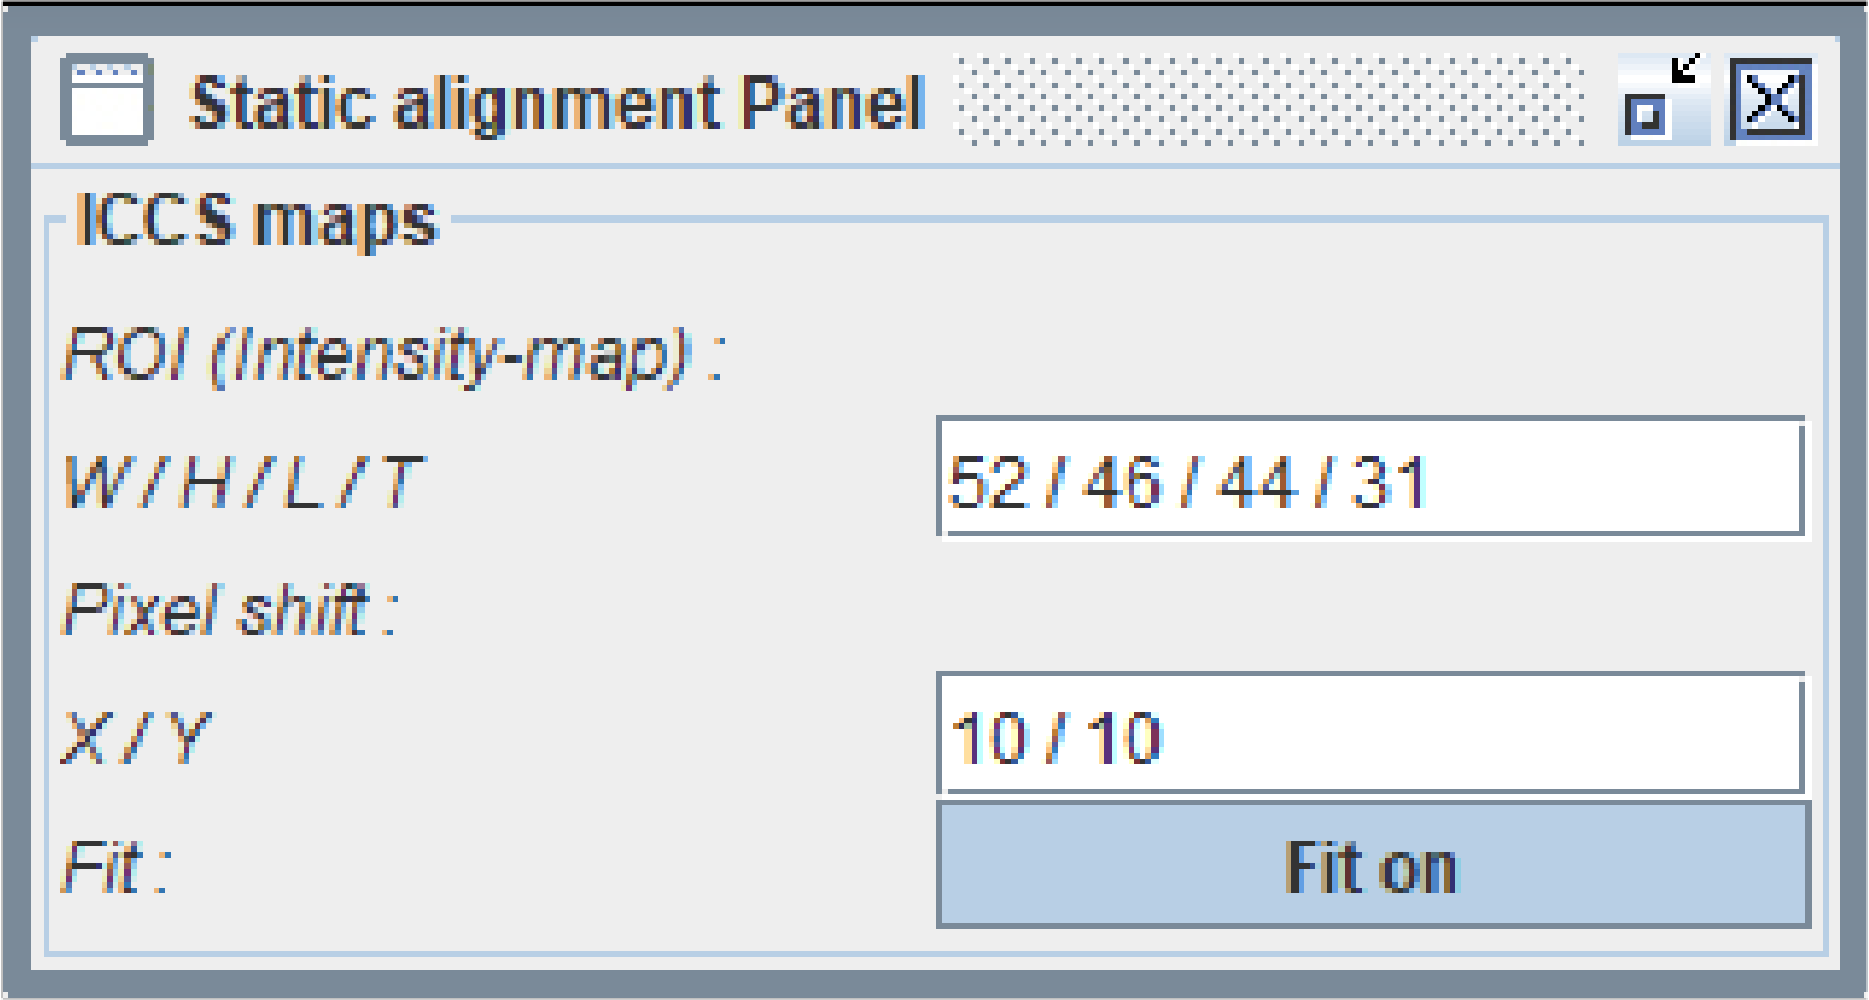 Static alignment Panel
ICCS maps
ROI (Intensity-map) :
W / H / L / T
52 / 46 / 44 / 31
Pixel shift :
X / Y
10 / 10
Fit :
Fit on